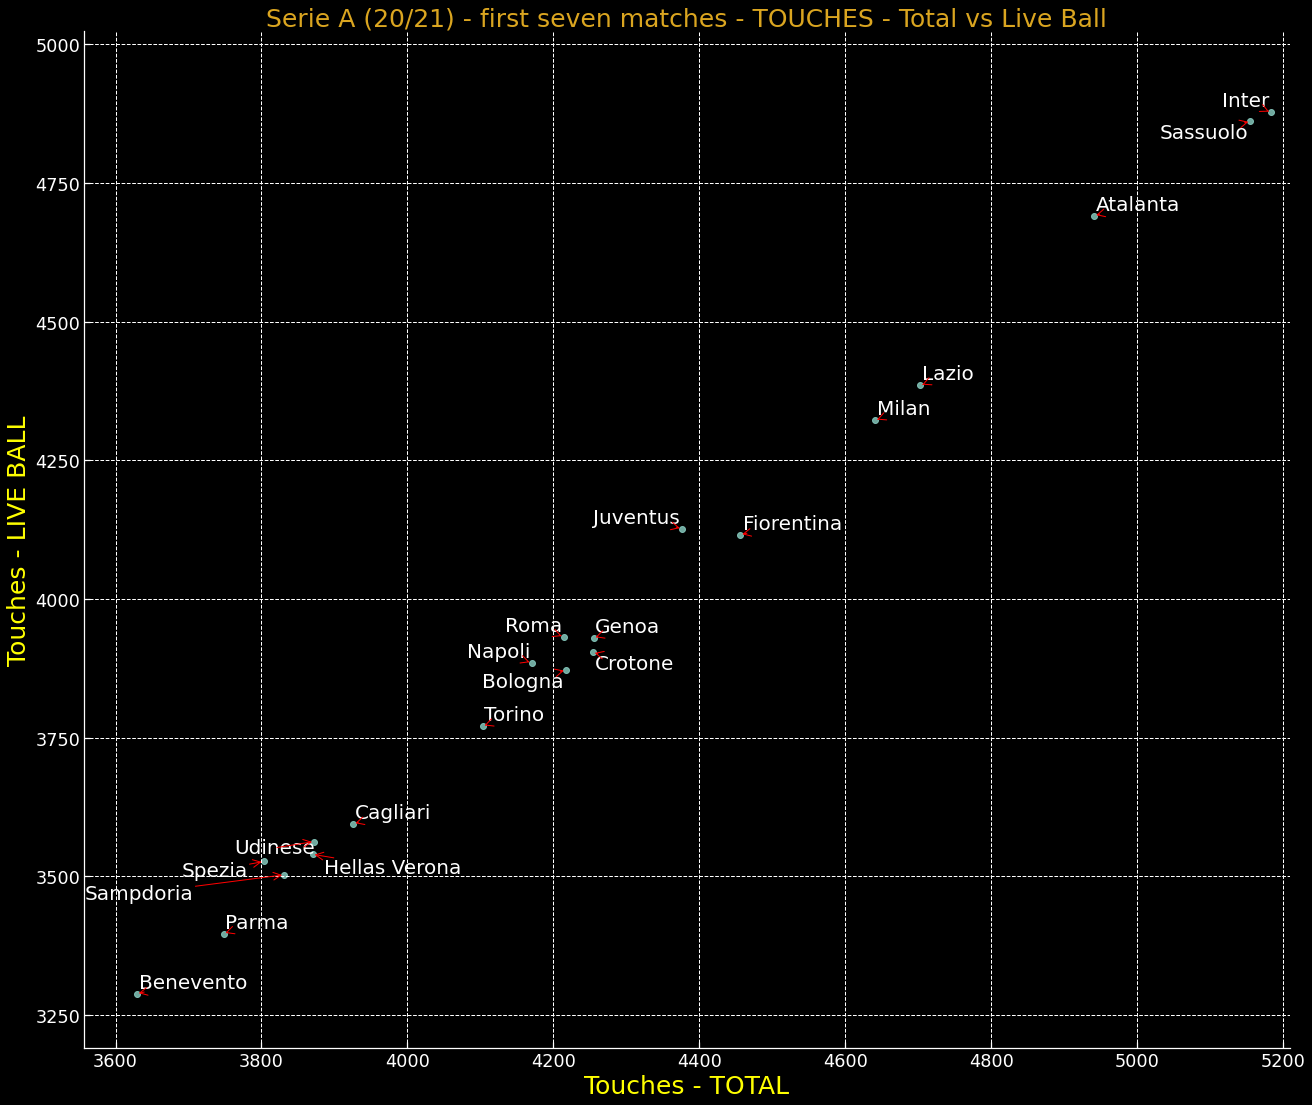 Serie A (20/21) - first seven matches - TOUCHES - Total vs Live Ball
5000
Inter
Sassuolo
4750
Atalanta
4500
Lazio
Milan
4250
Juventus
Fiorentina
4000
Roma
Genoa
Napoli
Crotone
Bologna
Torino
3750
Cagliari
Udinese
Hellas Verona
Spezia
3500
Sampdoria
Parma
Benevento
3250
Touches - LIVE BALL
3600 3800 4000 4200 4400 4600 4800 5000 5200
Touches - TOTAL